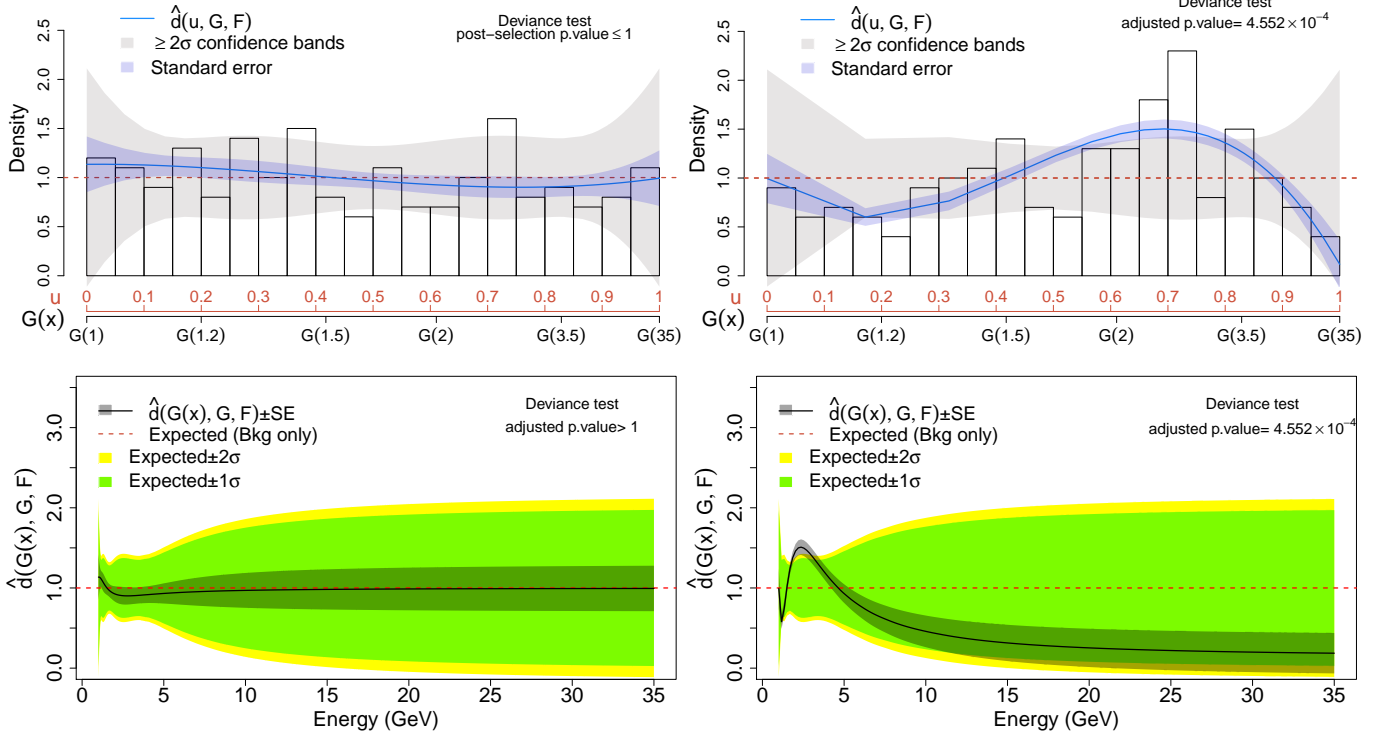 d̂(u, G, F)
≥ 2σ confidence bands
Standard error
Deviance test
post−selection p.value ≤ 1
Density
0.0 0.5 1.0 1.5 2.0 2.5
u 0 0.1 0.2 0.3 0.4 0.5 0.6 0.7 0.8 0.9 1
G(x)
G(1) G(1.2) G(1.5) G(2) G(3.5) G(35)
d̂(u, G, F)
≥ 2σ confidence bands
Standard error
Deviance test
adjusted p.value= 4.552×10⁻⁴
Density
0.0 0.5 1.0 1.5 2.0 2.5
u 0 0.1 0.2 0.3 0.4 0.5 0.6 0.7 0.8 0.9 1
G(x)
G(1) G(1.2) G(1.5) G(2) G(3.5) G(35)
d̂(G(x), G, F)±SE
Expected (Bkg only)
Expected±2σ
Expected±1σ
Deviance test
adjusted p.value> 1
d̂(G(x), G, F)
0.0 1.0 2.0 3.0
0 5 10 15 20 25 30 35
Energy (GeV)
d̂(G(x), G, F)±SE
Expected (Bkg only)
Expected±2σ
Expected±1σ
Deviance test
adjusted p.value= 4.552×10⁻⁴
d̂(G(x), G, F)
0.0 1.0 2.0 3.0
0 5 10 15 20 25 30 35
Energy (GeV)